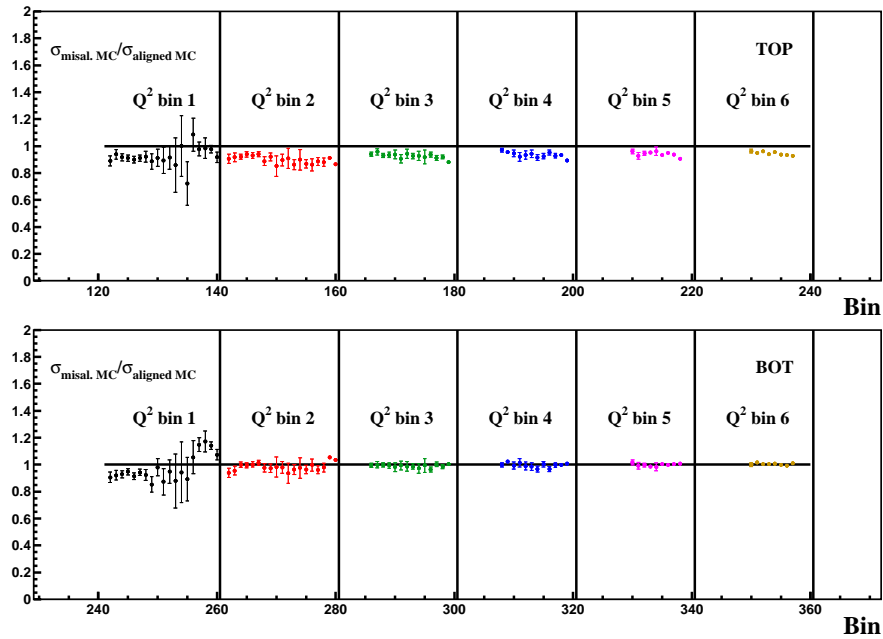 2
1.8
σmisal. MC/σaligned MC
TOP
1.6
1.4
Q² bin 1 Q² bin 2 Q² bin 3 Q² bin 4 Q² bin 5 Q² bin 6
1.2
1
0.8
0.6
0.4
0.2
0
120 140 160 180 200 220 240
Bin
2
1.8
σmisal. MC/σaligned MC
BOT
1.6
1.4
Q² bin 1 Q² bin 2 Q² bin 3 Q² bin 4 Q² bin 5 Q² bin 6
1.2
1
0.8
0.6
0.4
0.2
0
240 260 280 300 320 340 360
Bin